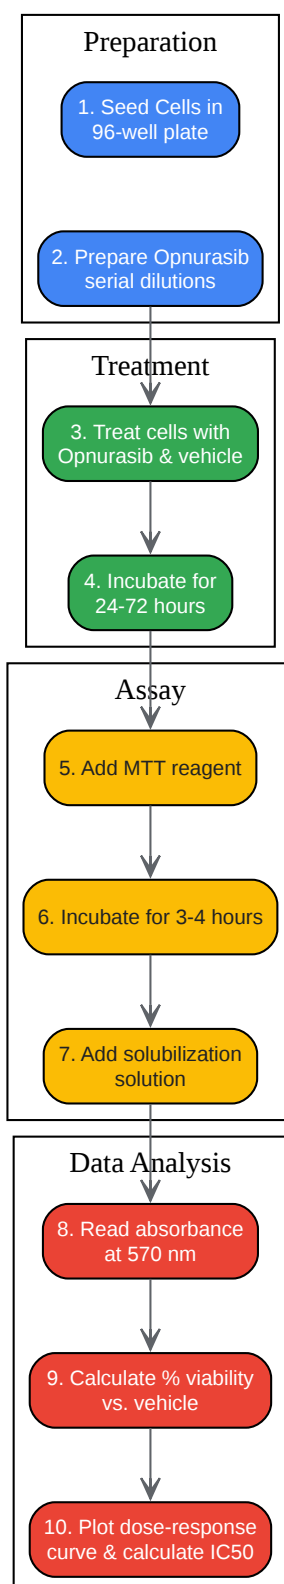 Preparation
1. Seed Cells in
96-well plate
2. Prepare Opnurasib
serial dilutions
Treatment
3. Treat cells with
Opnurasib & vehicle
4. Incubate for
24-72 hours
Assay
5. Add MTT reagent
6. Incubate for 3-4 hours
7. Add solubilization
solution
Data Analysis
8. Read absorbance
at 570 nm
9. Calculate % viability
vs. vehicle
10. Plot dose-response
curve & calculate IC50